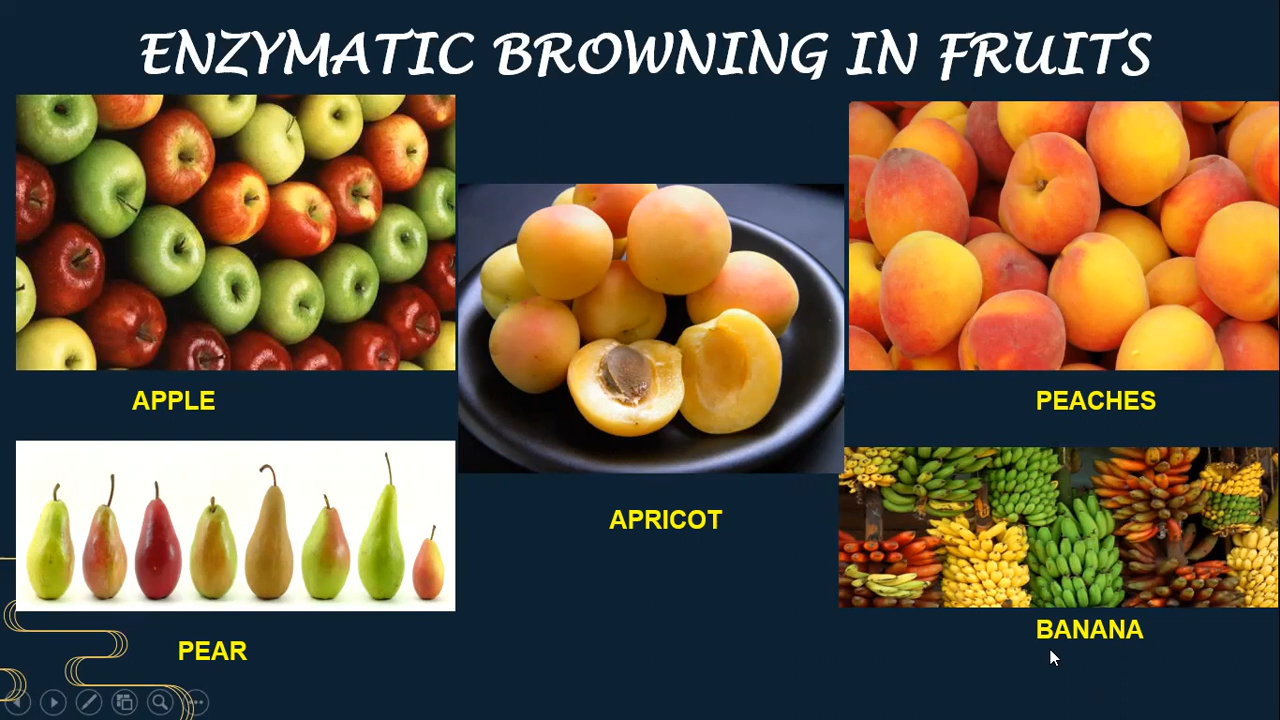 ENZYMATIC BROWNING IN FRUITS
APPLE
PEACHES
APRICOT
PEAR
BANANA